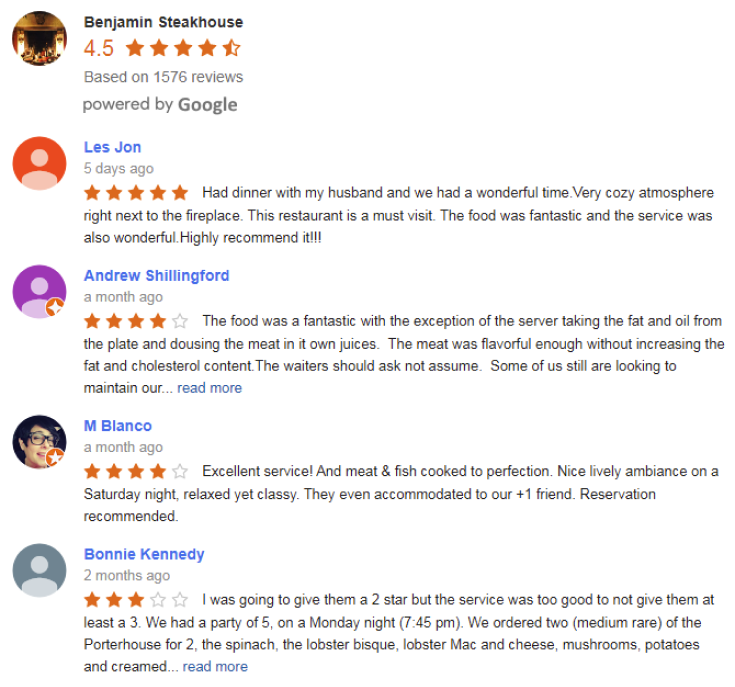 Benjamin Steakhouse
4.5
Based on 1576 reviews
powered by Google
Les Jon
5 days ago
Had dinner with my husband and we had a wonderful time.Very cozy atmosphere
right next to the fireplace. This restaurant is a must visit. The food was fantastic and the service was
also wonderful.Highly recommend it!!!
Andrew Shillingford
a month ago
The food was a fantastic with the exception of the server taking the fat and oil from
the plate and dousing the meat in it own juices.  The meat was flavorful enough without increasing the
fat and cholesterol content.The waiters should ask not assume.  Some of us still are looking to
maintain our... read more
M Blanco
a month ago
Excellent service! And meat & fish cooked to perfection. Nice lively ambiance on a
Saturday night, relaxed yet classy. They even accommodated to our +1 friend. Reservation
recommended.
Bonnie Kennedy
2 months ago
I was going to give them a 2 star but the service was too good to not give them at
least a 3. We had a party of 5, on a Monday night (7:45 pm). We ordered two (medium rare) of the
Porterhouse for 2, the spinach, the lobster bisque, lobster Mac and cheese, mushrooms, potatoes
and creamed... read more